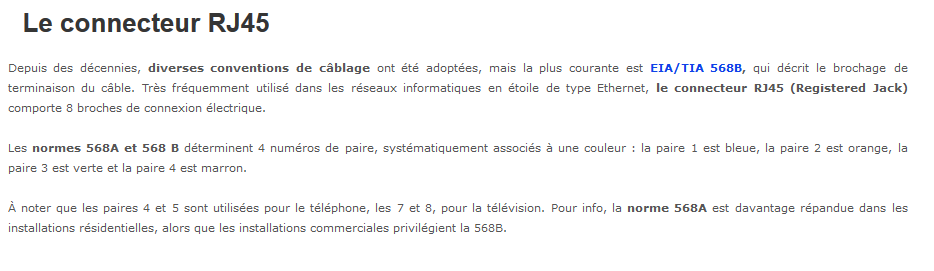 Le connecteur RJ45
Depuis des décennies, diverses conventions de câblage ont été adoptées, mais la plus courante est EIA/TIA 568B, qui décrit le brochage de
terminaison du câble. Très fréquemment utilisé dans les réseaux informatiques en étoile de type Ethernet, le connecteur RJ45 (Registered Jack)
comporte 8 broches de connexion électrique.
Les normes 568A et 568 B déterminent 4 numéros de paire, systématiquement associés à une couleur : la paire 1 est bleue, la paire 2 est orange, la
paire 3 est verte et la paire 4 est marron.
À noter que les paires 4 et 5 sont utilisées pour le téléphone, les 7 et 8, pour la télévision. Pour info, la norme 568A est davantage répandue dans les
installations résidentielles, alors que les installations commerciales privilégient la 568B.